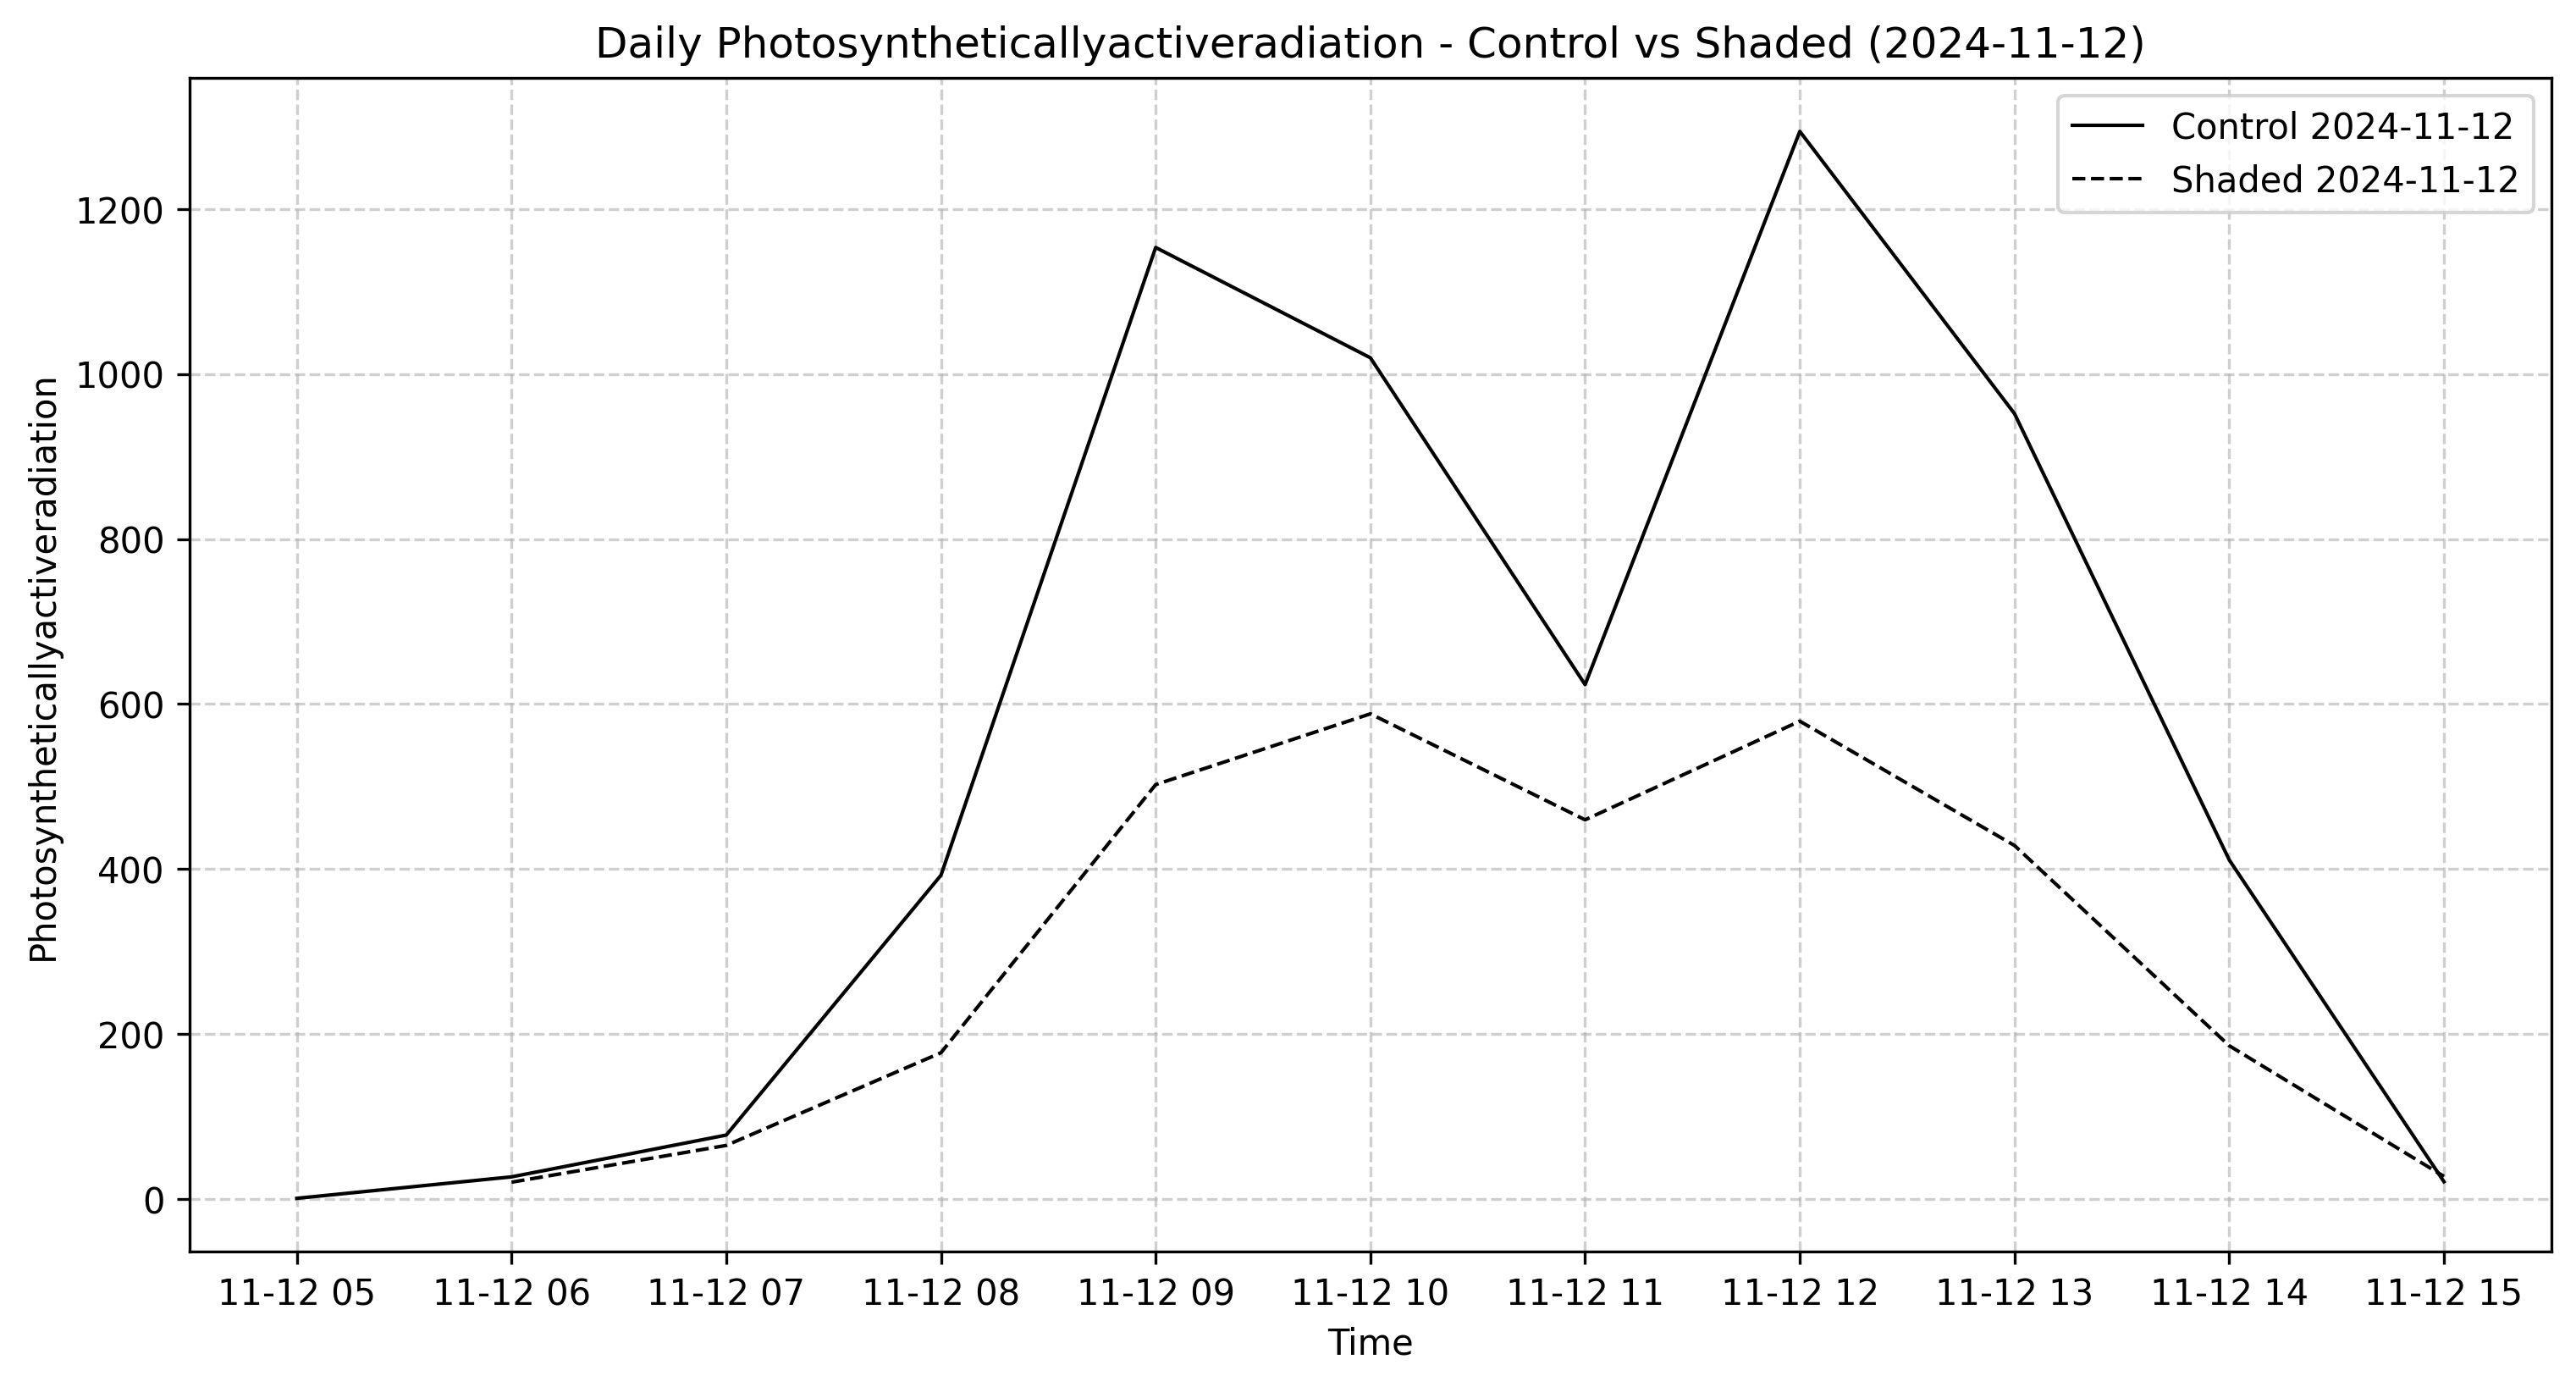 Daily Photosyntheticallyactiveradiation - Control vs Shaded (2024-11-12)
Control 2024-11-12
Shaded 2024-11-12
Photosyntheticallyactiveradiation
1200
1000
800
600
400
200
0
11-12 05 11-12 06 11-12 07 11-12 08 11-12 09 11-12 10 11-12 11 11-12 12 11-12 13 11-12 14 11-12 15
Time